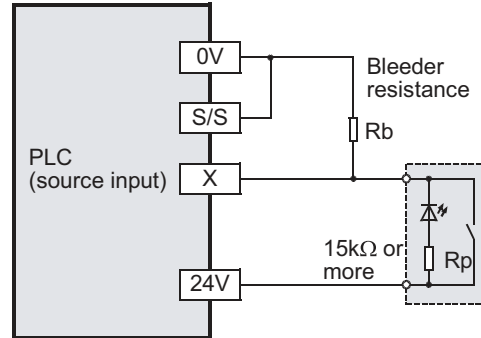 0V
Bleeder
resistance
S/S
Rb
PLC
(source input)
X
15kΩ or
more
Rp
24V